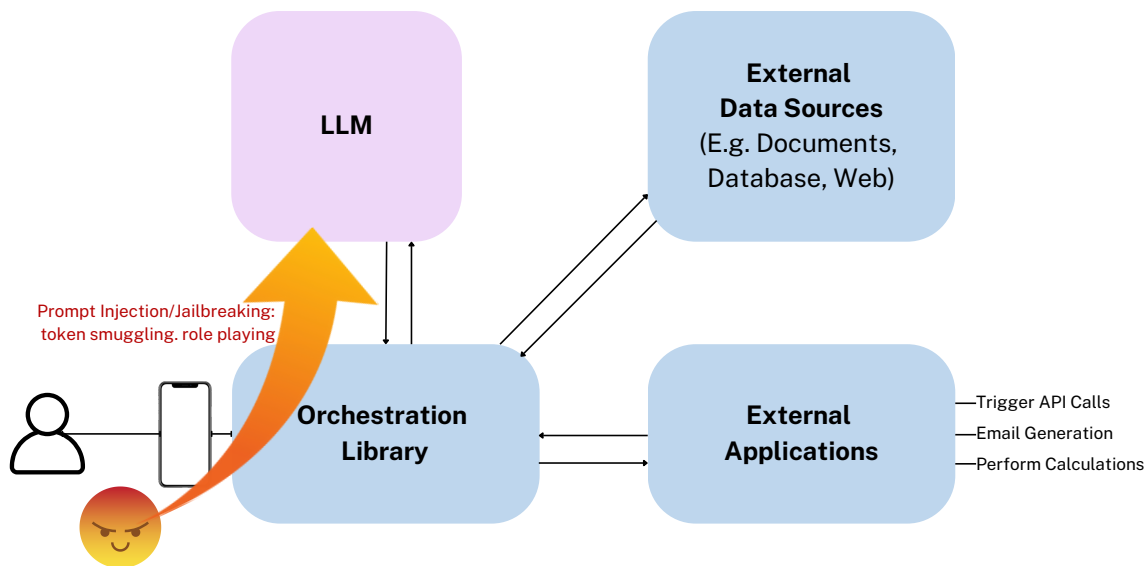 LLM
External
Data Sources
(E.g. Documents,
Database, Web)
Prompt Injection/Jailbreaking:
token smuggling. role playing
Orchestration
Library
External
Applications
Trigger API Calls
Email Generation
Perform Calculations